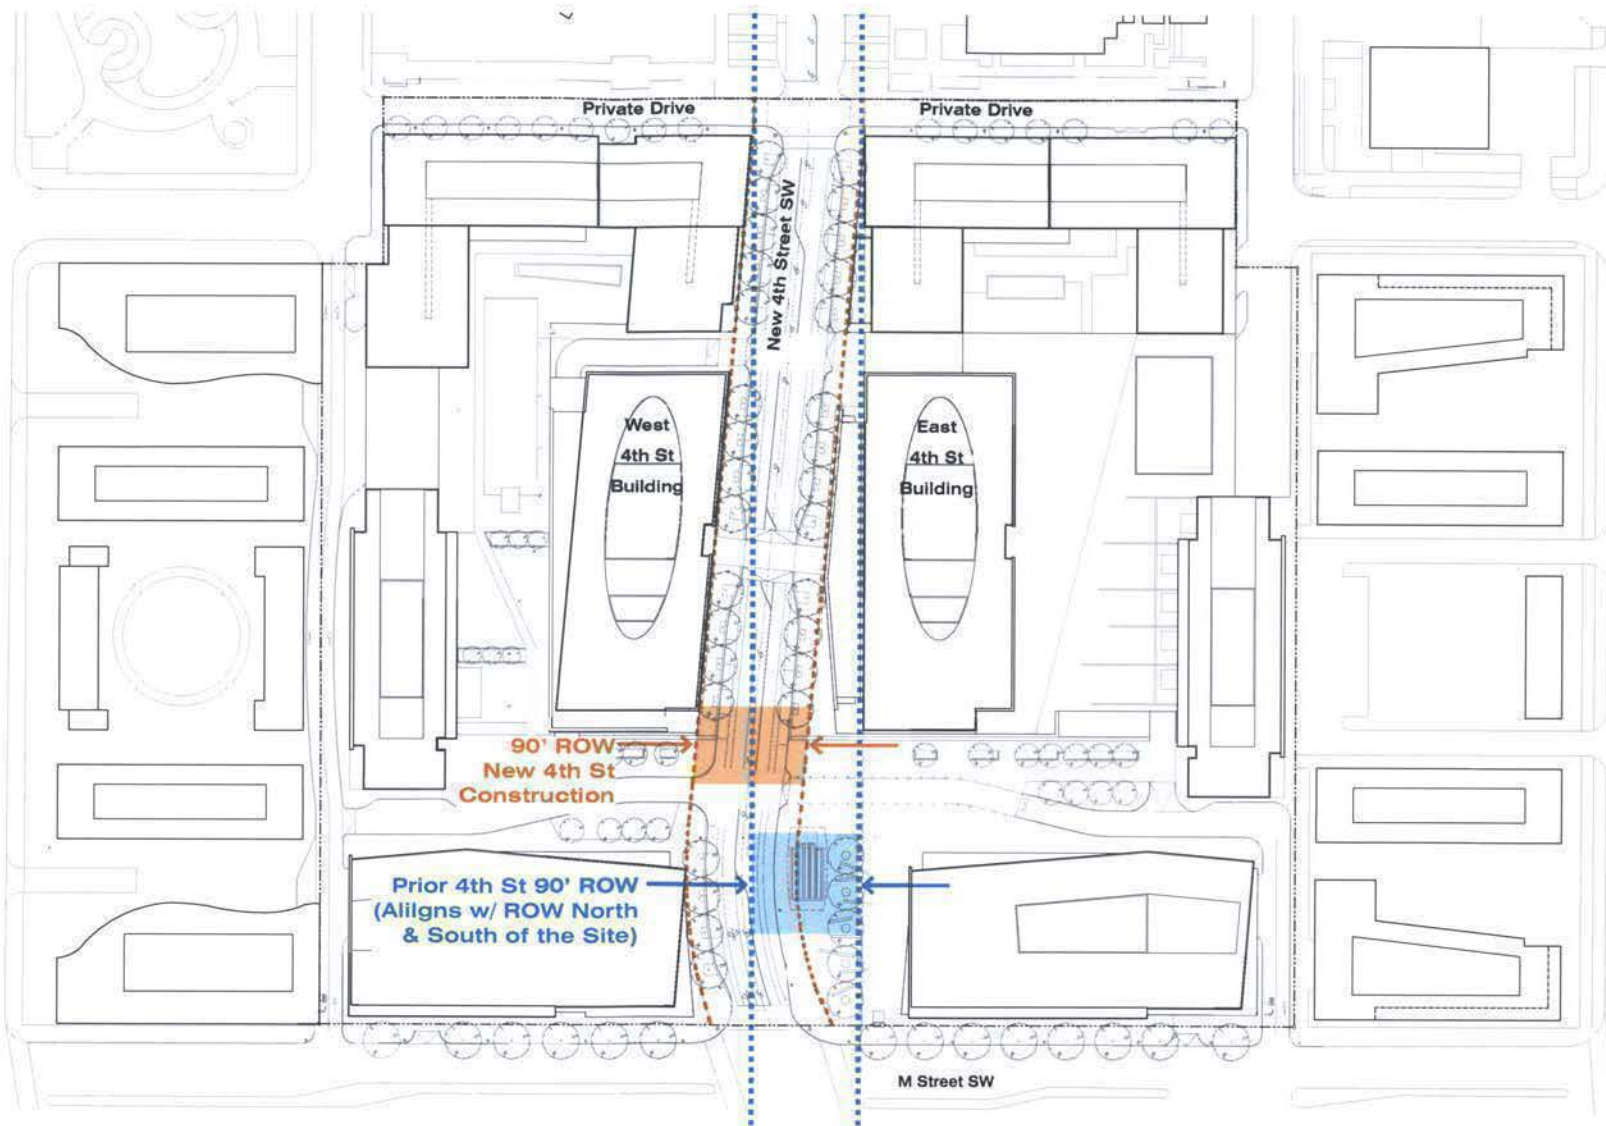 Private Drive
Private Drive
New 4th Street SW
West
4th St
Building
East
4th St
Building
90' ROW
New 4th St
Construction
Prior 4th St 90' ROW
(Alilgns w/ ROW North
& South of the Site)
M Street SW